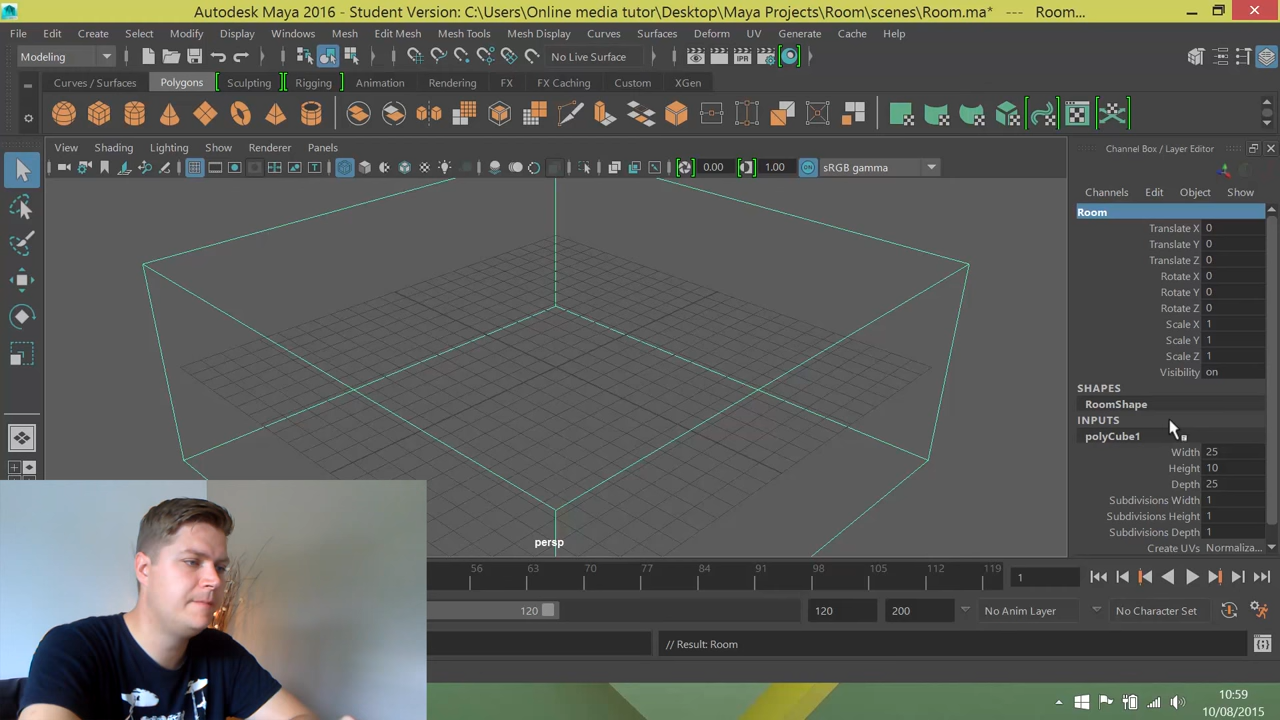 Autodesk Maya 2016 - Student Version: C:\Users\Online media tutor\Desktop\Maya Projects\Room\scenes\Room.ma* --- Room...
File Edit Create Select Modify Display Windows Mesh Edit Mesh Mesh Tools Mesh Display Curves Surfaces Deform UV Generate Cache Help
Modeling No Live Surface IPR
Curves / Surfaces Polygons Sculpting Rigging Animation Rendering FX FX Caching Custom XGen
View Shading Lighting Show Renderer Panels
0.00 1.00 ON sRGB gamma
Channel Box / Layer Editor
Channels Edit Object Show
Room
Translate X 0
Translate Y 0
Translate Z 0
Rotate X 0
Rotate Y 0
Rotate Z 0
Scale X 1
Scale Y 1
Scale Z 1
Visibility on
SHAPES
RoomShape
INPUTS
polyCube1
Width 25
Height 10
Depth 25
Subdivisions Width 1
Subdivisions Height 1
Subdivisions Depth 1
Create UVs Normaliza...
persp
56 63 70 77 84 91 98 105 112 119 1
120 120 200 No Anim Layer No Character Set
// Result: Room
10:59
10/08/2015